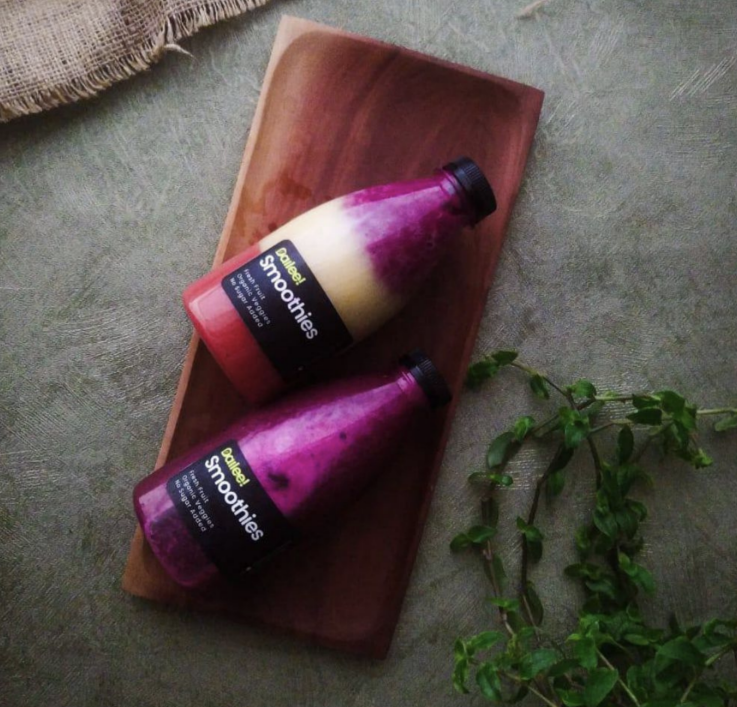 Dailee!
Smoothies
Fresh Fruit
Organic Veggies
No Sugar Added
Dailee!
Smoothies
Fresh Fruit
Organic Veggies
No Sugar Added